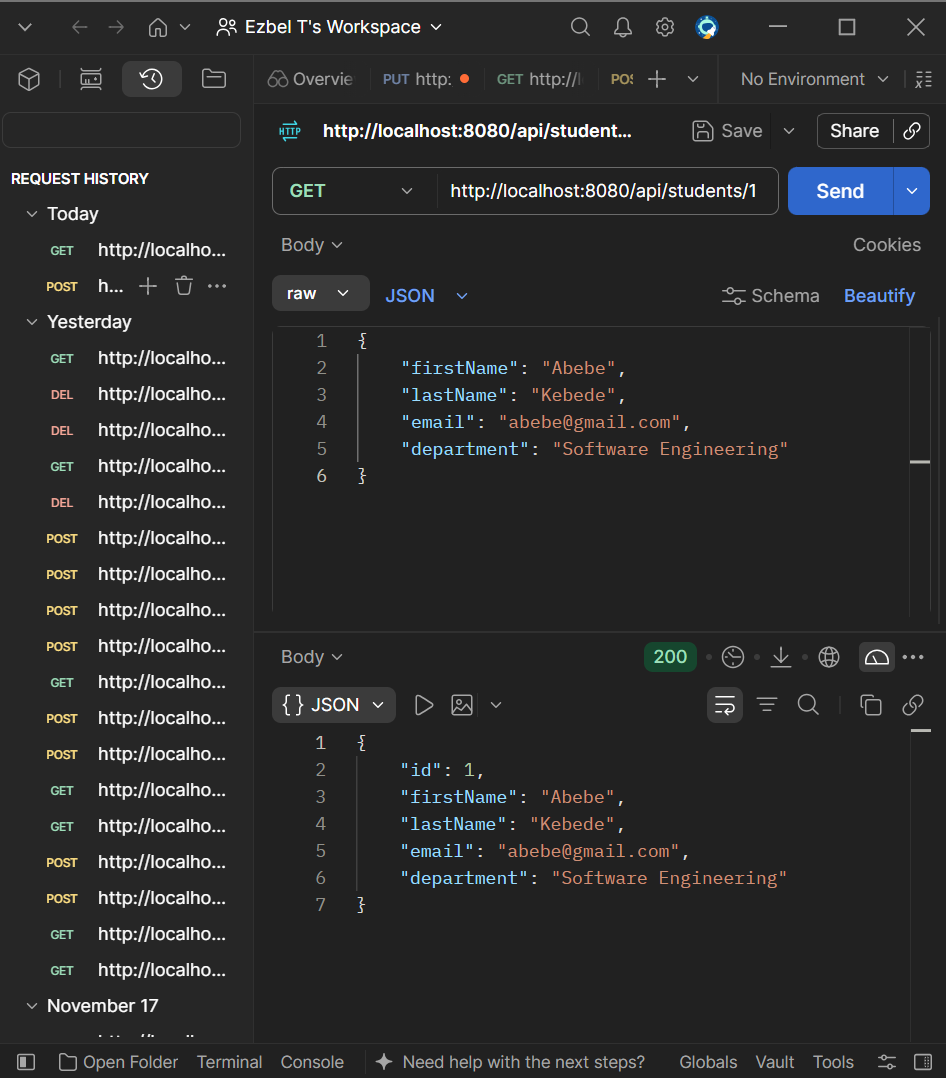 Ezbel T's Workspace
Overvie
PUT http:
GET http://l
POS
No Environment
HTTP
http://localhost:8080/api/student...
Save
Share
GET
http://localhost:8080/api/students/1
Send
Body
Cookies
raw
JSON
Schema
Beautify
1 {
2 "firstName": "Abebe",
3 "lastName": "Kebede",
4 "email": "abebe@gmail.com",
5 "department": "Software Engineering"
6 }
Body
200
{} JSON
1 {
2 "id": 1,
3 "firstName": "Abebe",
4 "lastName": "Kebede",
5 "email": "abebe@gmail.com",
6 "department": "Software Engineering"
7 }
REQUEST HISTORY
Today
GET http://localho...
POST h...
Yesterday
GET http://localho...
DEL http://localho...
DEL http://localho...
GET http://localho...
DEL http://localho...
POST http://localho...
POST http://localho...
POST http://localho...
POST http://localho...
GET http://localho...
POST http://localho...
POST http://localho...
GET http://localho...
GET http://localho...
POST http://localho...
POST http://localho...
GET http://localho...
GET http://localho...
November 17
Open Folder
Terminal
Console
Need help with the next steps?
Globals
Vault
Tools